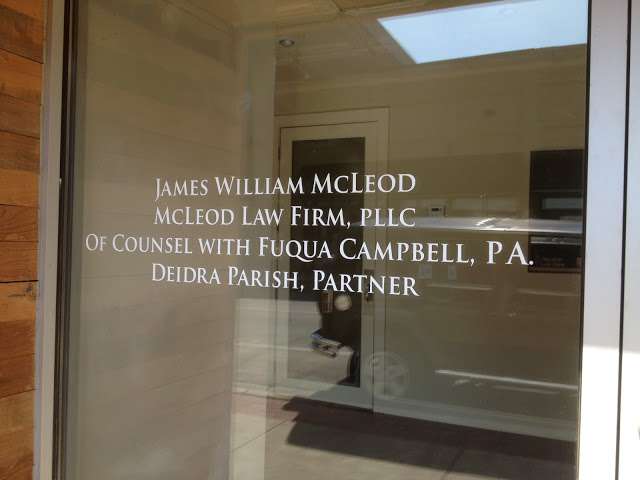 JAMES WILLIAM MCLEOD
MCLEOD LAW FIRM, PLLC
OF COUNSEL WITH FUQUA CAMPBELL, P.A.
DEIDRA PARISH, PARTNER